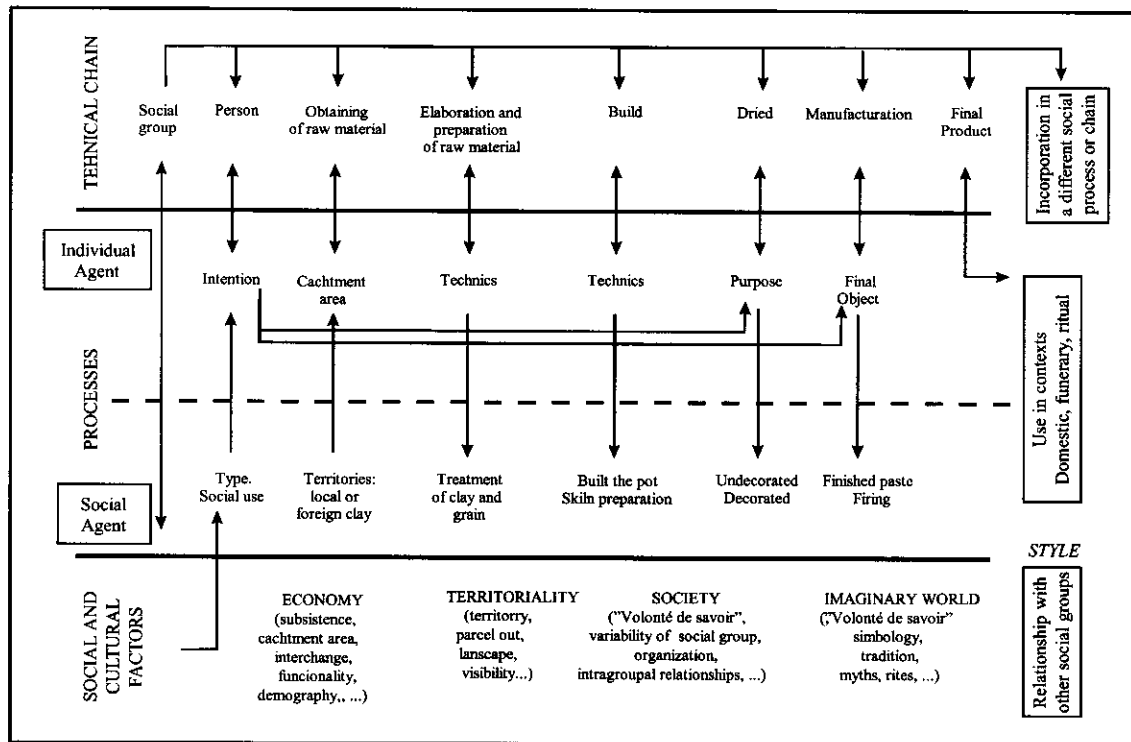 TEHNICAL CHAIN
Social
group
Person
Obtaining
of raw material
Elaboration and
preparation
of raw material
Build
Dried
Manufacturation
Final
Product
Incorporation in
a different social
process or chain
Individual
Agent
Intention
Cachtment
area
Technics
Technics
Purpose
Final
Object
PROCESSES
Use in contexts
Domestic, funerary, ritual
Social
Agent
Type.
Social use
Territories:
local or
foreign clay
Treatment
of clay and
grain
Built the pot
Skiln preparation
Undecorated
Decorated
Finished paste
Firing
SOCIAL AND
CULTURAL
FACTORS
ECONOMY
(subsistence,
cachtment area,
interchange,
funcionality,
demography,, ...)
TERRITORIALITY
(territorry,
parcel out,
lanscape,
visibility...)
SOCIETY
("Volonté de savoir",
variability of social group,
organization,
intragroupal relationships, ...)
IMAGINARY WORLD
(,"Volonté de savoir"
simbology,
tradition,
myths, rites, ...)
STYLE
Relationship with
other social groups